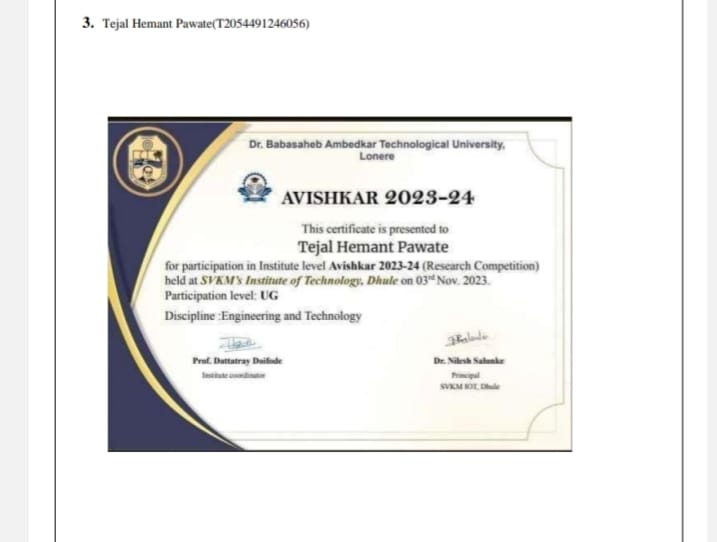 3. Tejal Hemant Pawate(T2054491246056)
Dr. Babasaheb Ambedkar Technological University,
Lonere
AVISHKAR 2023-24
This certificate is presented to
Tejal Hemant Pawate
for participation in Institute level Avishkar 2023-24 (Research Competition)
held at SVKM's Institute of Technology, Dhule on 03rd Nov. 2023.
Participation level: UG
Discipline :Engineering and Technology
Prof. Dattatray Doifode
Dr. Nilesh Salunke
Institute coordinator
Principal
SVKM IOT, Dhule